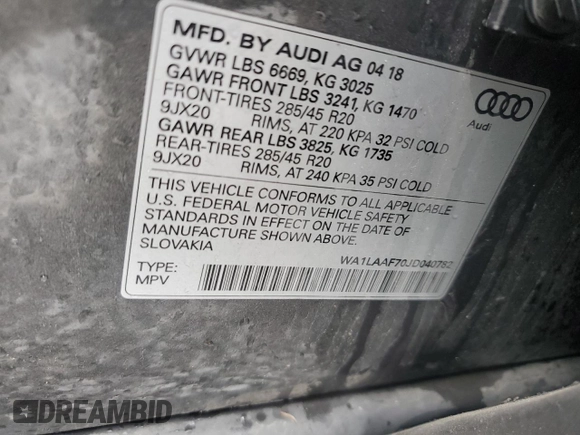 MFD. BY AUDI AG 04 18
GVWR LBS 6669, KG 3025
GAWR FRONT LBS 3241, KG 1470
FRONT-TIRES 285/45 R20
9JX20 RIMS, AT 220 KPA 32 PSI COLD
GAWR REAR LBS 3825, KG 1735
REAR-TIRES 285/45 R20
9JX20 RIMS, AT 240 KPA 35 PSI COLD
Audi
THIS VEHICLE CONFORMS TO ALL APPLICABLE
U.S. FEDERAL MOTOR VEHICLE SAFETY
STANDARDS IN EFFECT ON THE DATE OF
MANUFACTURE SHOWN ABOVE.
SLOVAKIA
WA1LAAF70JD040782
TYPE:
MPV
DREAMBID